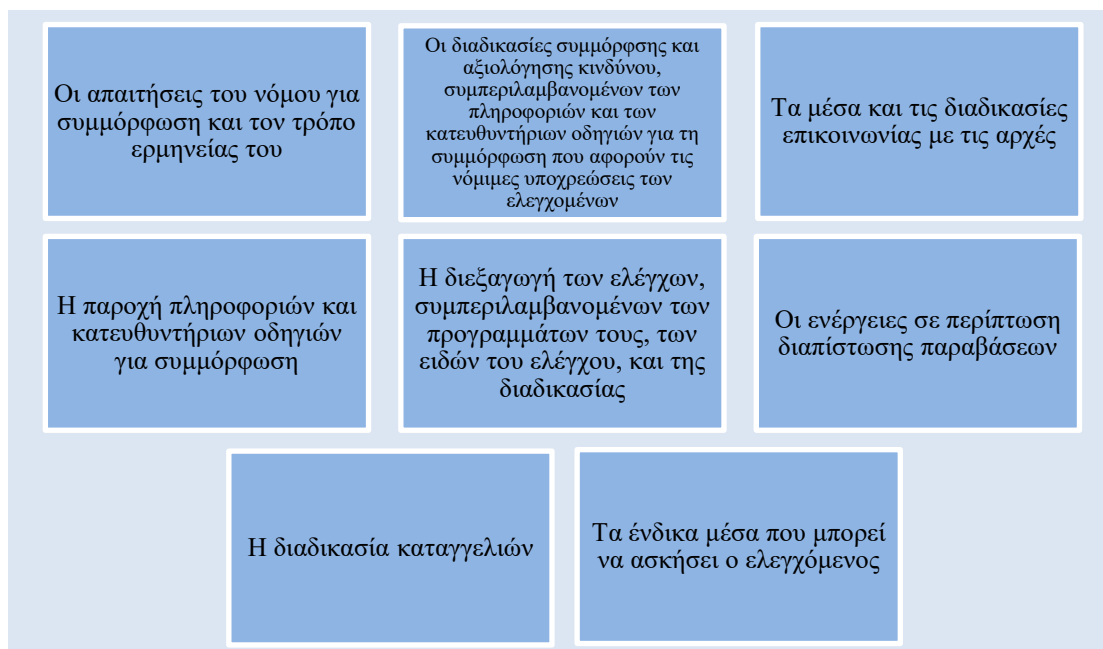 Οι απαιτήσεις του νόμου για
συμμόρφωση και τον τρόπο
ερμηνείας του
Οι διαδικασίες συμμόρφσης και
αξιολόγησης κινδύνου,
συμπεριλαμβανομένων των
πληροφοριών και των
κατευθυντήριων οδηγιών για τη
συμμόρφωση που αφορούν τις
νόμιμες υποχρεώσεις των
ελεγχομένων
Τα μέσα και τις διαδικασίες
επικοινωνίας με τις αρχές
Η παροχή πληροφοριών και
κατευθυντήριων οδηγιών
για συμμόρφωση
Η διεξαγωγή των ελέγχων,
συμπεριλαμβανομένων των
προγραμμάτων τους, των
ειδών του ελέγχου, και της
διαδικασίας
Οι ενέργειες σε περίπτωση
διαπίστωσης παραβάσεων
Η διαδικασία καταγγελιών
Τα ένδικα μέσα που μπορεί
να ασκήσει ο ελεγχόμενος